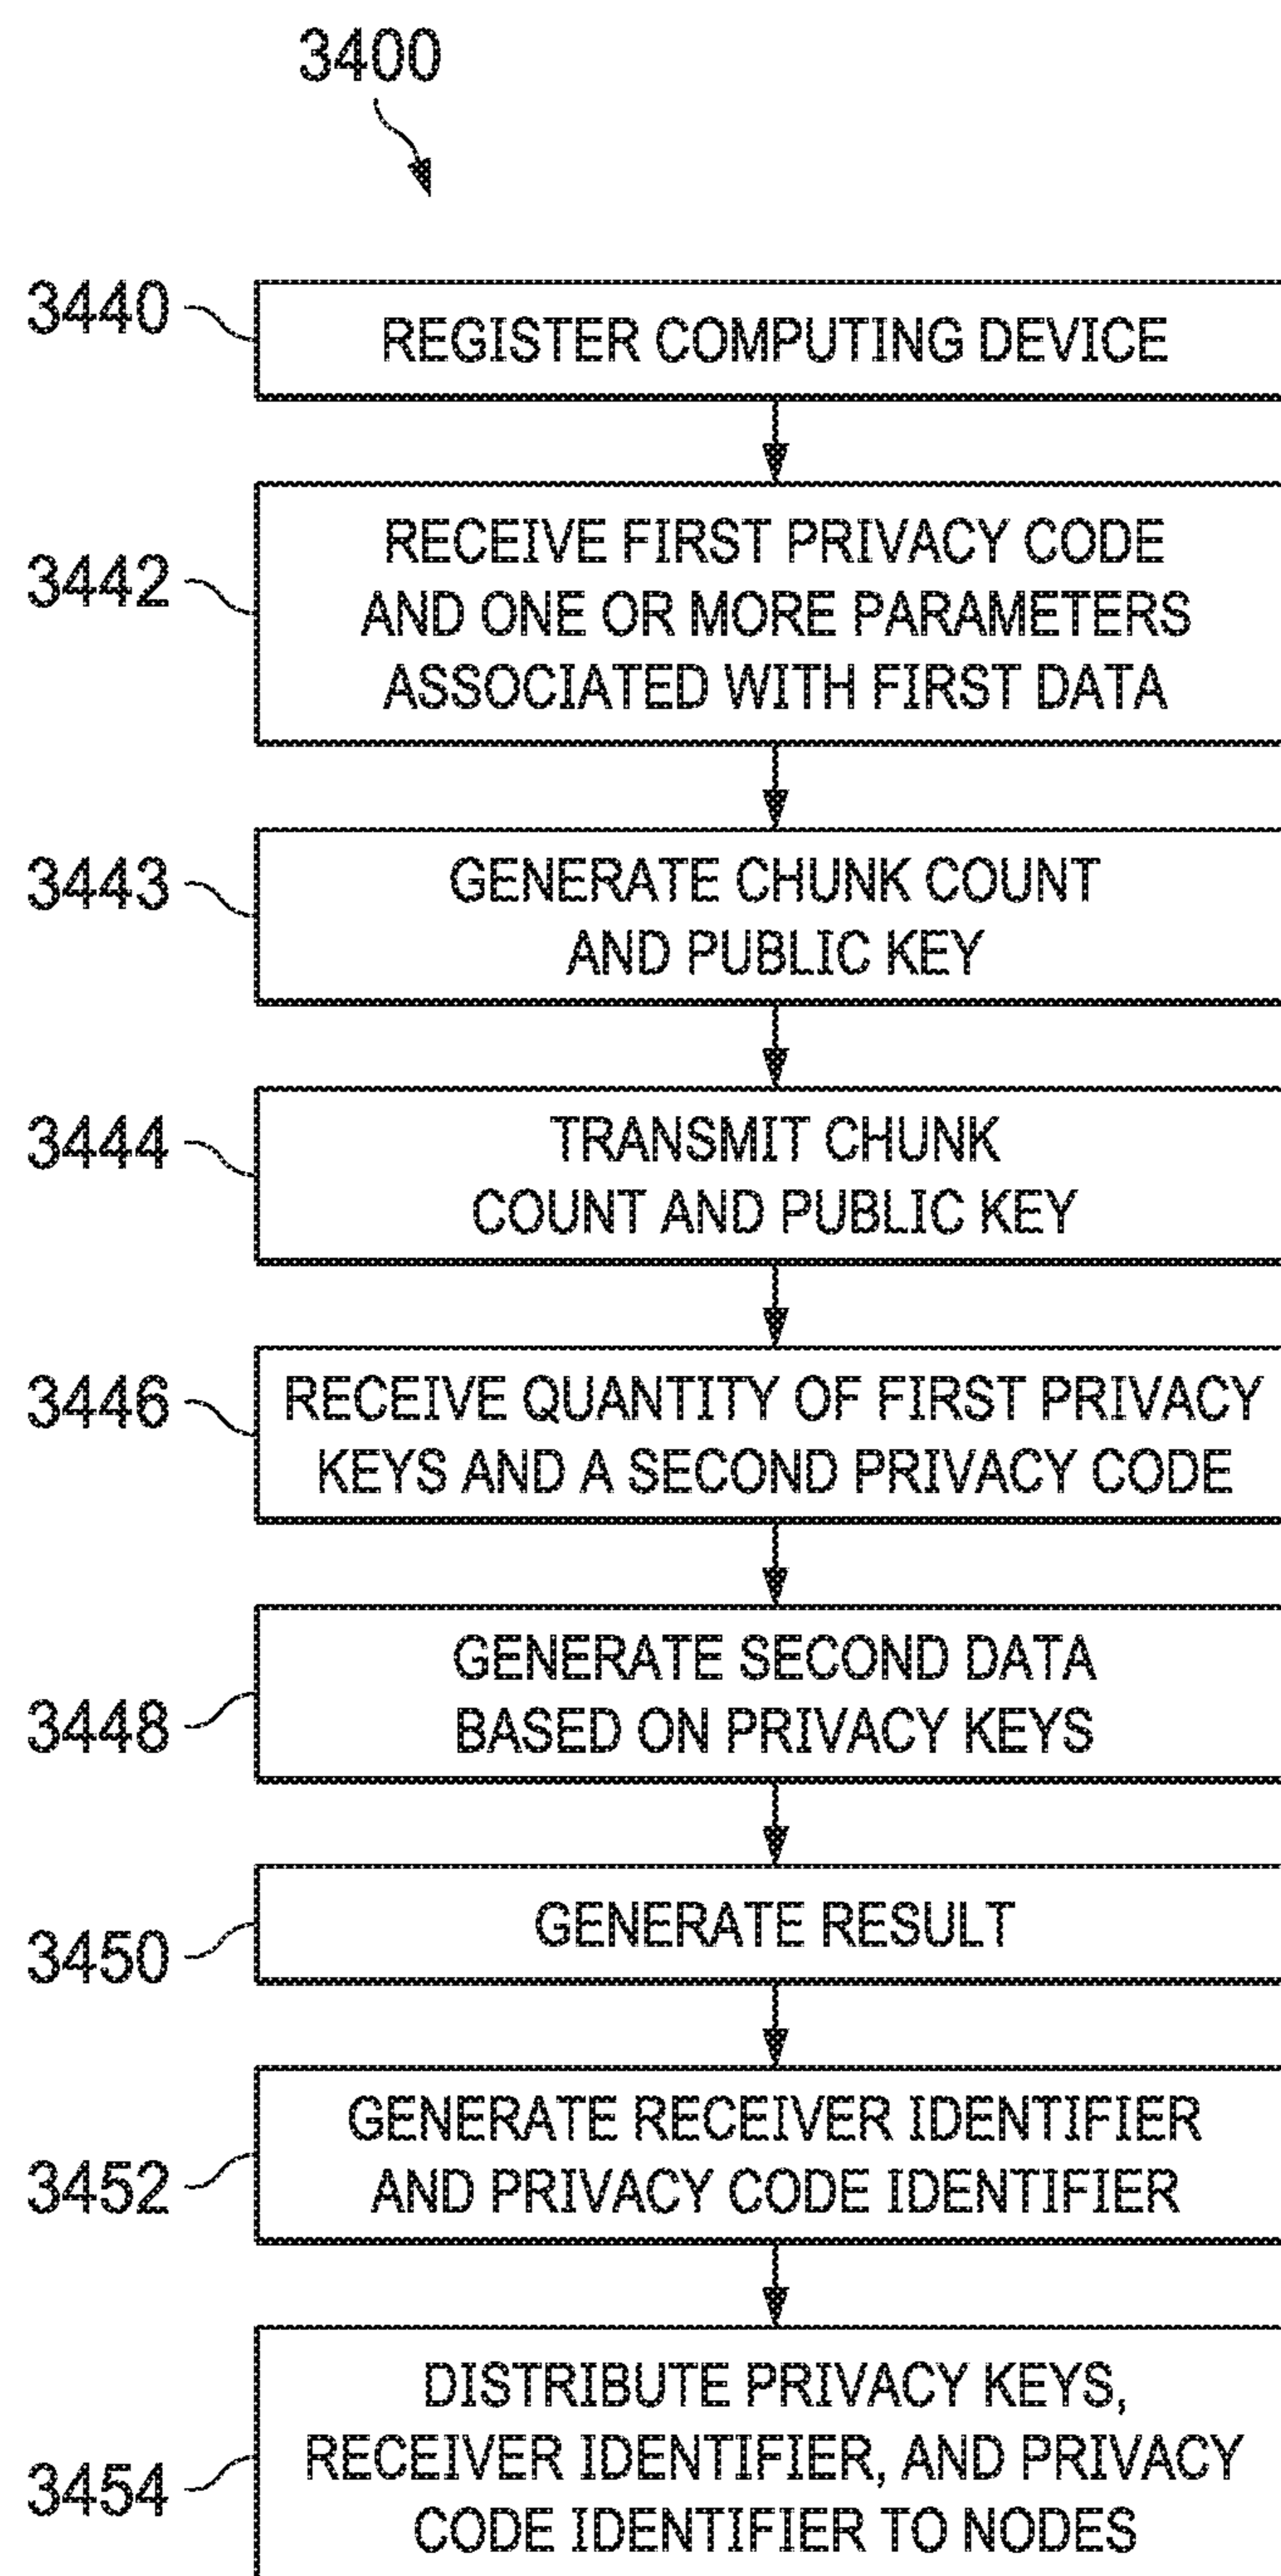 3400
3440
REGISTER COMPUTING DEVICE
3442
RECEIVE FIRST PRIVACY CODE
AND ONE OR MORE PARAMETERS
ASSOCIATED WITH FIRST DATA
3443
GENERATE CHUNK COUNT
AND PUBLIC KEY
3444
TRANSMIT CHUNK
COUNT AND PUBLIC KEY
3446
RECEIVE QUANTITY OF FIRST PRIVACY
KEYS AND A SECOND PRIVACY CODE
3448
GENERATE SECOND DATA
BASED ON PRIVACY KEYS
3450
GENERATE RESULT
3452
GENERATE RECEIVER IDENTIFIER
AND PRIVACY CODE IDENTIFIER
3454
DISTRIBUTE PRIVACY KEYS,
RECEIVER IDENTIFIER, AND PRIVACY
CODE IDENTIFIER TO NODES